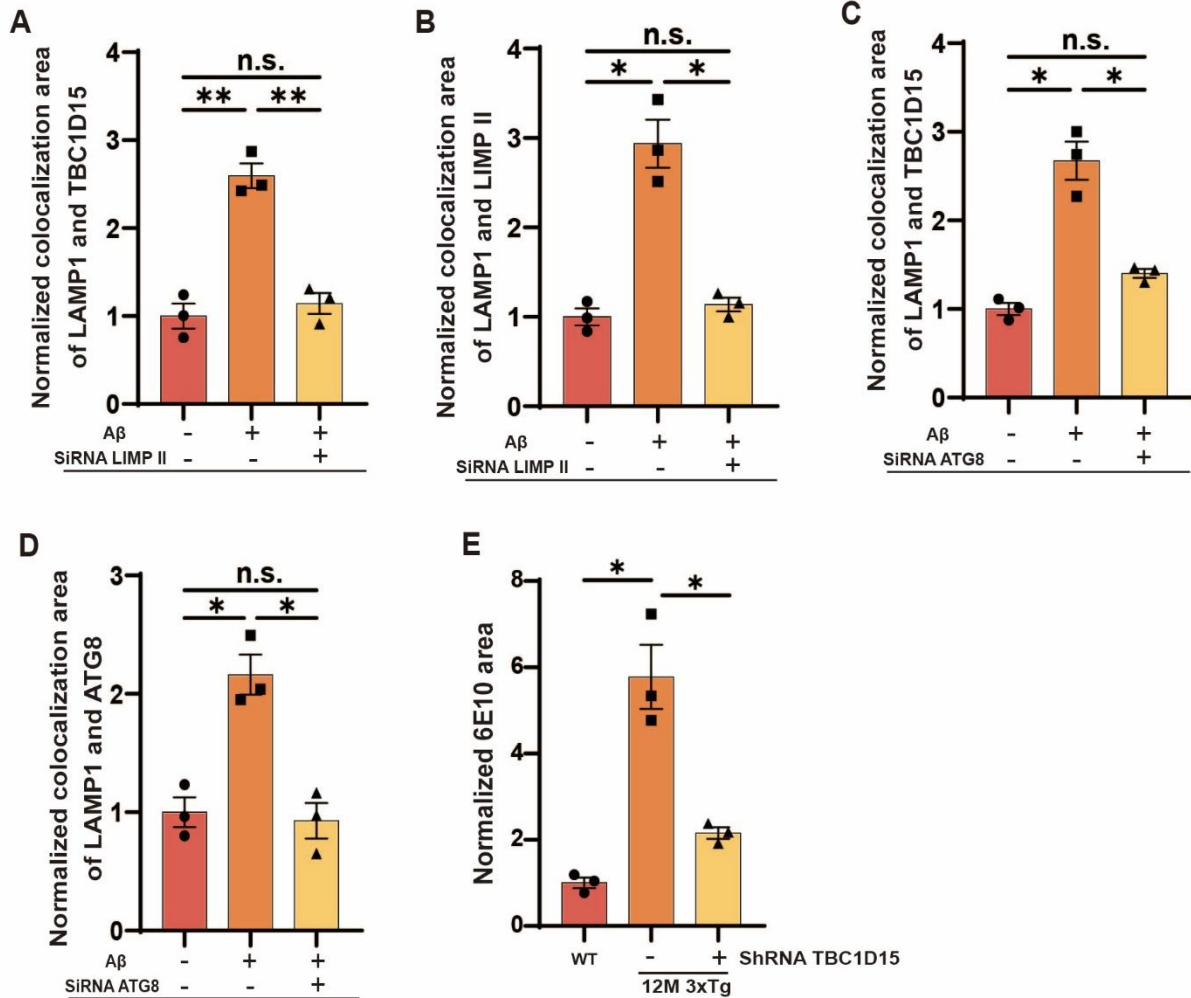 A
Normalized colocalization area
of LAMP1 and TBC1D15
4
3
2
1
0
n.s.
** **
Aβ - + +
SiRNA LIMP II - - +
B
Normalized colocalization area
of LAMP1 and LIMP II
4
3
2
1
0
n.s.
* *
Aβ - + +
SiRNA LIMP II - - +
C
Normalized colocalization area
of LAMP1 and TBC1D15
4
3
2
1
0
n.s.
* *
Aβ - + +
SiRNA ATG8 - - +
D
Normalized colocalization area
of LAMP1 and ATG8
3
2
1
0
n.s.
* *
Aβ - + +
SiRNA ATG8 - - +
E
Normalized 6E10 area
8
6
4
2
0
* *
WT - + ShRNA TBC1D15
12M 3xTg